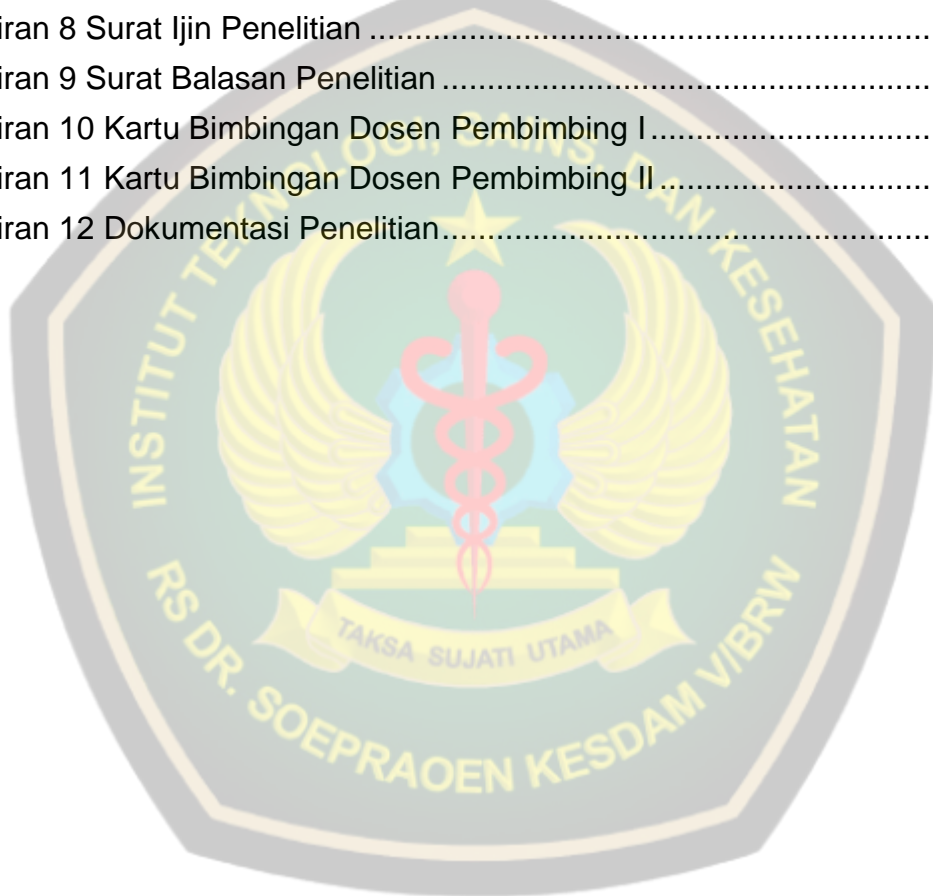 iran 8 Surat Ijin Penelitian ..............................................................
iran 9 Surat Balasan Penelitian ......................................................
iran 10 Kartu Bimbingan Dosen Pembimbing I ...............................
iran 11 Kartu Bimbingan Dosen Pembimbing II ..............................
iran 12 Dokumentasi Penelitian ......................................................
INSTITUT TEKNOLOGI, SAINS, DAN KESEHATAN
TAKSA SUJATI UTAMA
RS DR. SOEPRAOEN KESDAM V/BRW